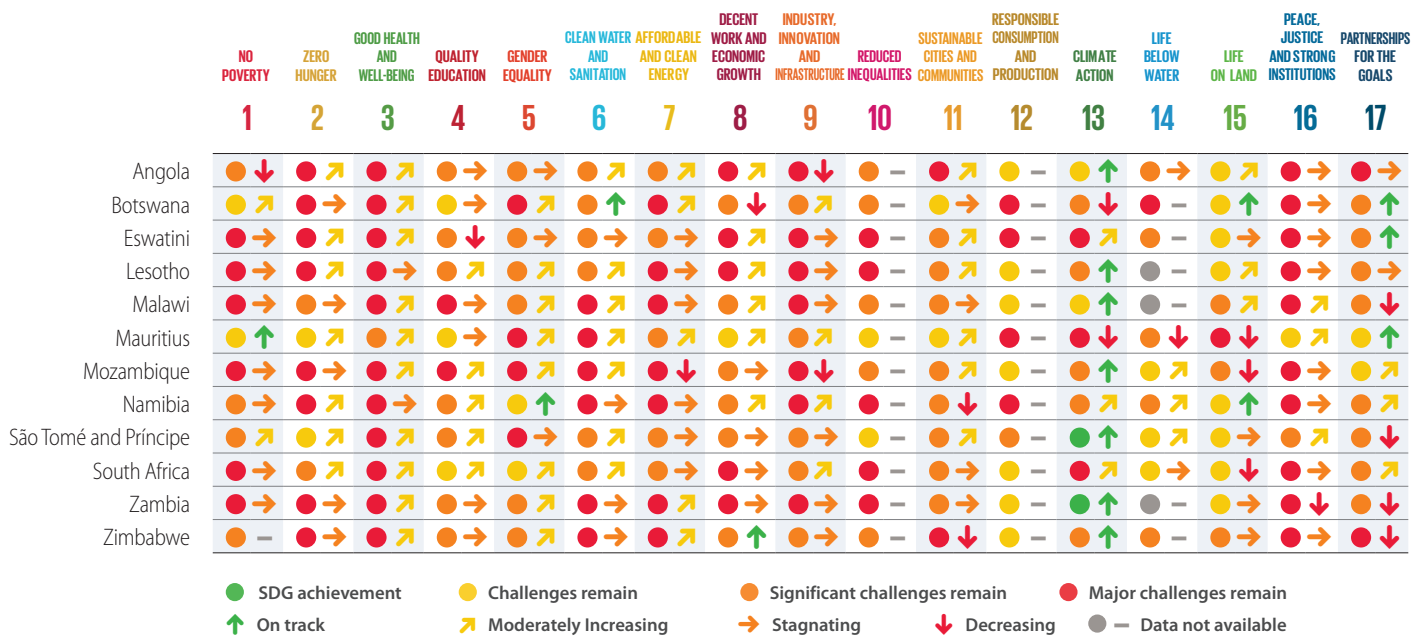 NO POVERTY
ZERO HUNGER
GOOD HEALTH AND WELL-BEING
QUALITY EDUCATION
GENDER EQUALITY
CLEAN WATER AND SANITATION
AFFORDABLE AND CLEAN ENERGY
DECENT WORK AND ECONOMIC GROWTH
INDUSTRY, INNOVATION AND INFRASTRUCTURE
REDUCED INEQUALITIES
SUSTAINABLE CITIES AND COMMUNITIES
RESPONSIBLE CONSUMPTION AND PRODUCTION
CLIMATE ACTION
LIFE BELOW WATER
LIFE ON LAND
PEACE, JUSTICE AND STRONG INSTITUTIONS
PARTNERSHIPS FOR THE GOALS
1 2 3 4 5 6 7 8 9 10 11 12 13 14 15 16 17
Angola
Botswana
Eswatini
Lesotho
Malawi
Mauritius
Mozambique
Namibia
São Tomé and Príncipe
South Africa
Zambia
Zimbabwe
SDG achievement Challenges remain Significant challenges remain Major challenges remain
On track Moderately Increasing Stagnating Decreasing Data not available